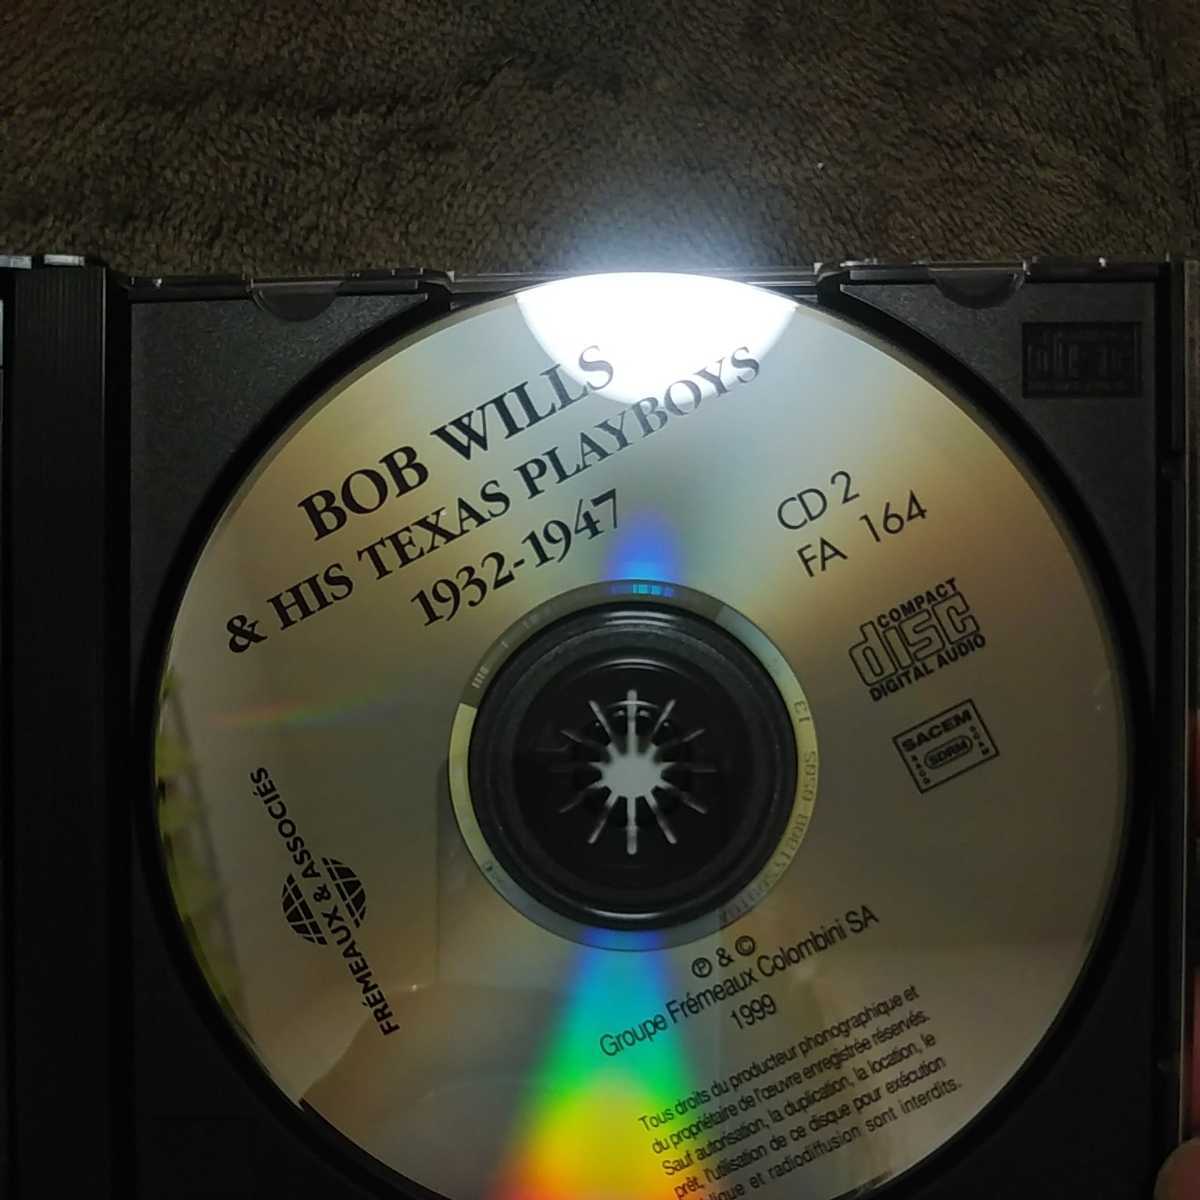 BOB WILLS
& HIS TEXAS PLAYBOYS
1932-1947
CD 2
FA 164
COMPACT
disc
DIGITAL AUDIO
SACEM
SDRM
FRÉMEAUX & ASSOCIÉS
℗ & ©
Groupe Frémeaux Colombini SA
1999
Tous droits du producteur phonographique et
du propriétaire de l'œuvre enregistrée réservés.
Sauf autorisation, la duplication, la location, le
prêt, l'utilisation de ce disque pour exécution
et radiodiffusion sont interdits.